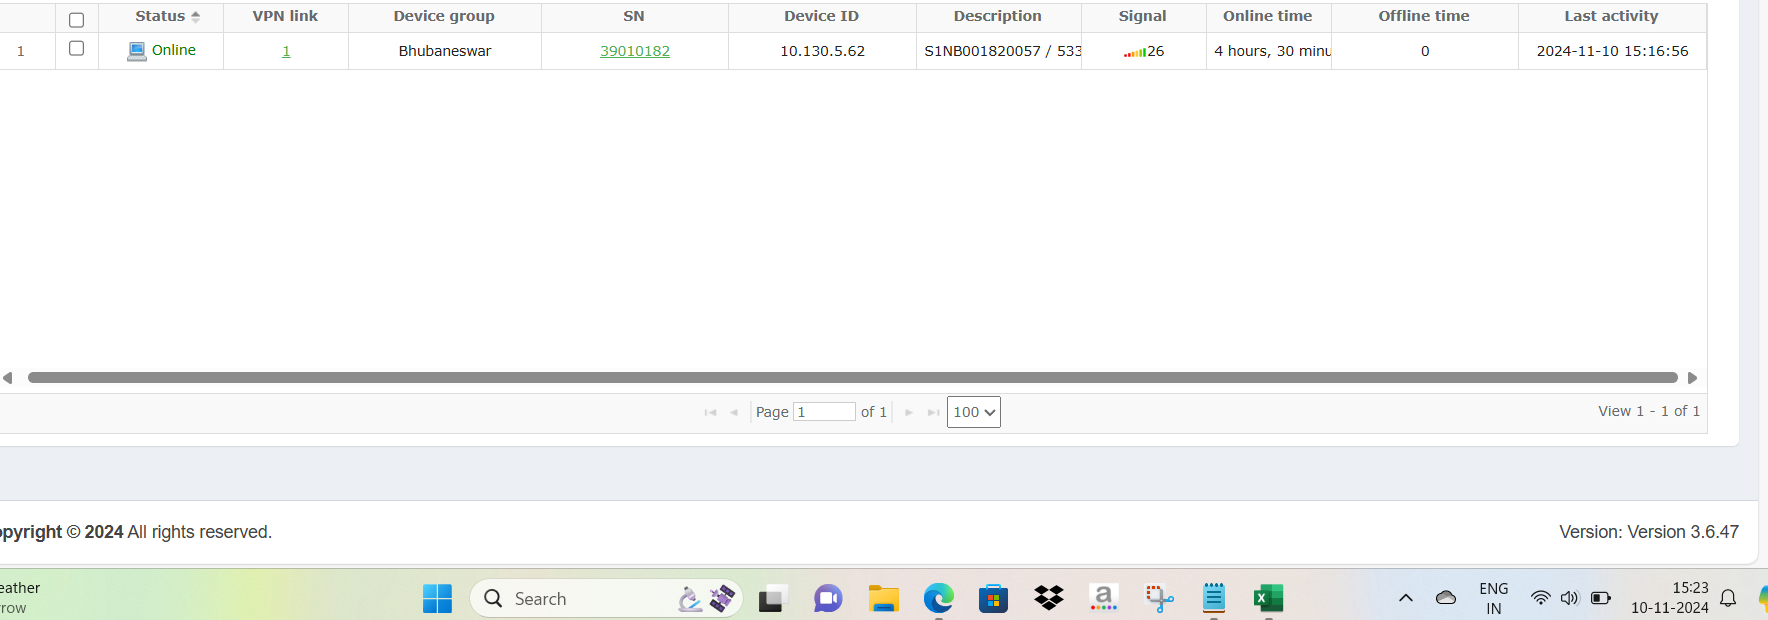 Status VPN link Device group SN Device ID Description Signal Online time Offline time Last activity
1 Online 1 Bhubaneswar 39010182 10.130.5.62 S1NB001820057 / 533 26 4 hours, 30 minu 0 2024-11-10 15:16:56
Page 1 of 1 100 View 1 - 1 of 1
opyright © 2024 All rights reserved. Version: Version 3.6.47
eather
rrow
Search
a
X
ENG
IN
15:23
10-11-2024